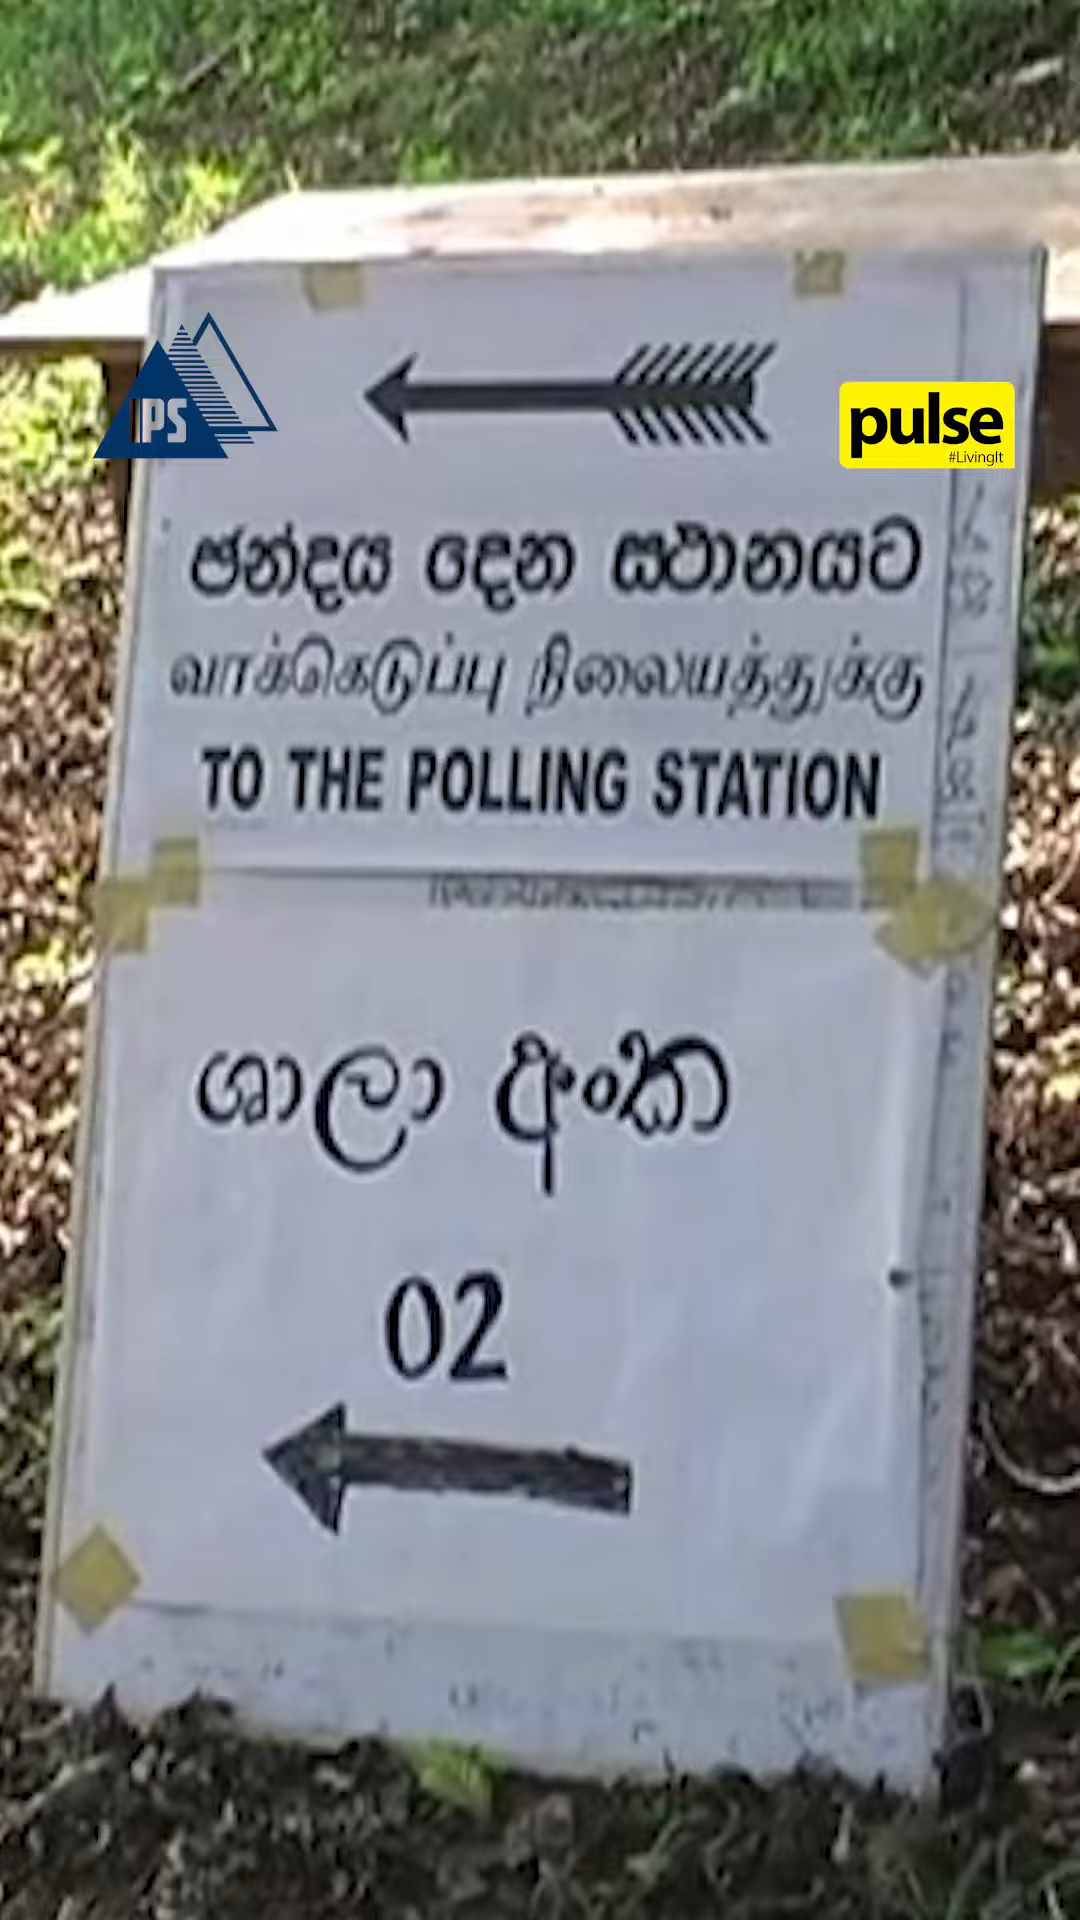 IPS
pulse
#LivingIt
ඡන්දය දෙන ස්ථානයට
வாக்கெடுப்பு நிலையத்துக்கு
TO THE POLLING STATION
ශාලා අංක
02